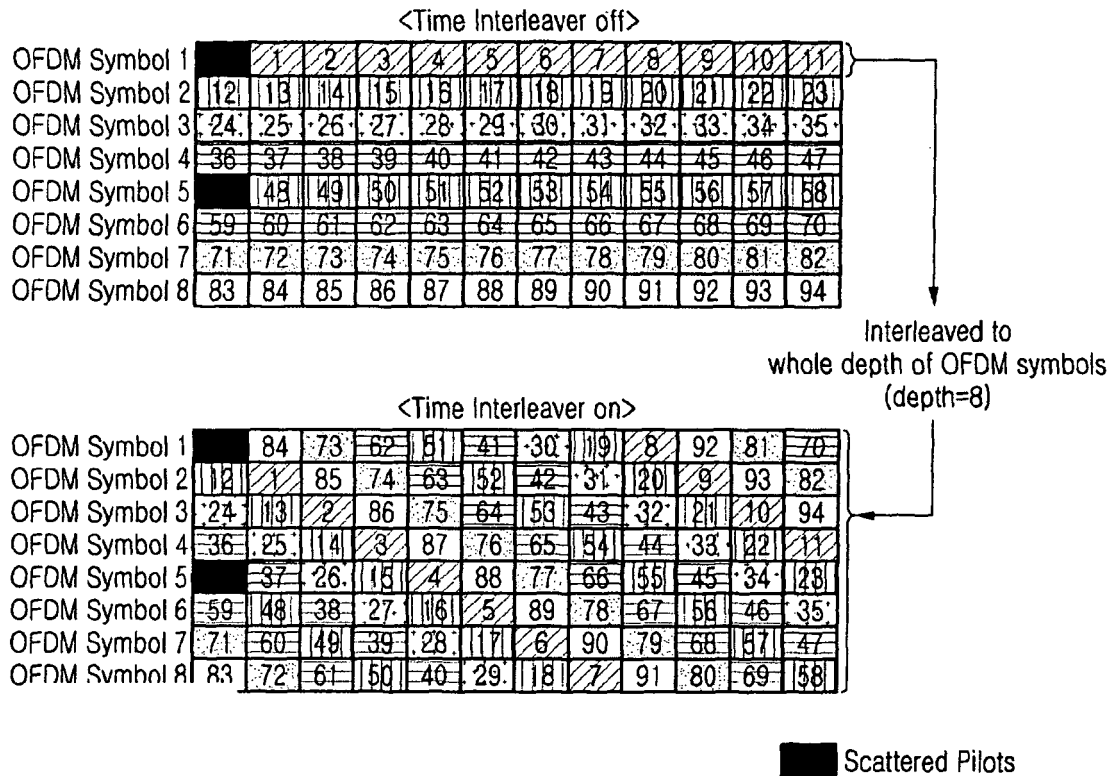 <Time Interleaver off>
OFDM Symbol 1 1 2 3 4 5 6 7 8 9 10 11
OFDM Symbol 2 12 13 14 15 16 17 18 19 20 21 22 23
OFDM Symbol 3 24 25 26 27 28 29 30 31 32 33 34 35
OFDM Symbol 4 36 37 38 39 40 41 42 43 44 45 46 47
OFDM Symbol 5 48 49 50 51 52 53 54 55 56 57 58
OFDM Symbol 6 59 60 61 62 63 64 65 66 67 68 69 70
OFDM Symbol 7 71 72 73 74 75 76 77 78 79 80 81 82
OFDM Symbol 8 83 84 85 86 87 88 89 90 91 92 93 94
Interleaved to
whole depth of OFDM symbols
(depth=8)
<Time Interleaver on>
OFDM Symbol 1 84 73 62 51 41 30 19 8 92 81 70
OFDM Symbol 2 12 1 85 74 63 52 42 31 20 9 93 82
OFDM Symbol 3 24 13 2 86 75 64 53 43 32 21 10 94
OFDM Symbol 4 36 25 14 3 87 76 65 54 44 33 22 11
OFDM Symbol 5 37 26 15 4 88 77 66 55 45 34 23
OFDM Symbol 6 59 48 38 27 16 5 89 78 67 56 46 35
OFDM Symbol 7 71 60 49 39 28 17 6 90 79 68 57 47
OFDM Symbol 8 83 72 61 50 40 29 18 7 91 80 69 58
Scattered Pilots